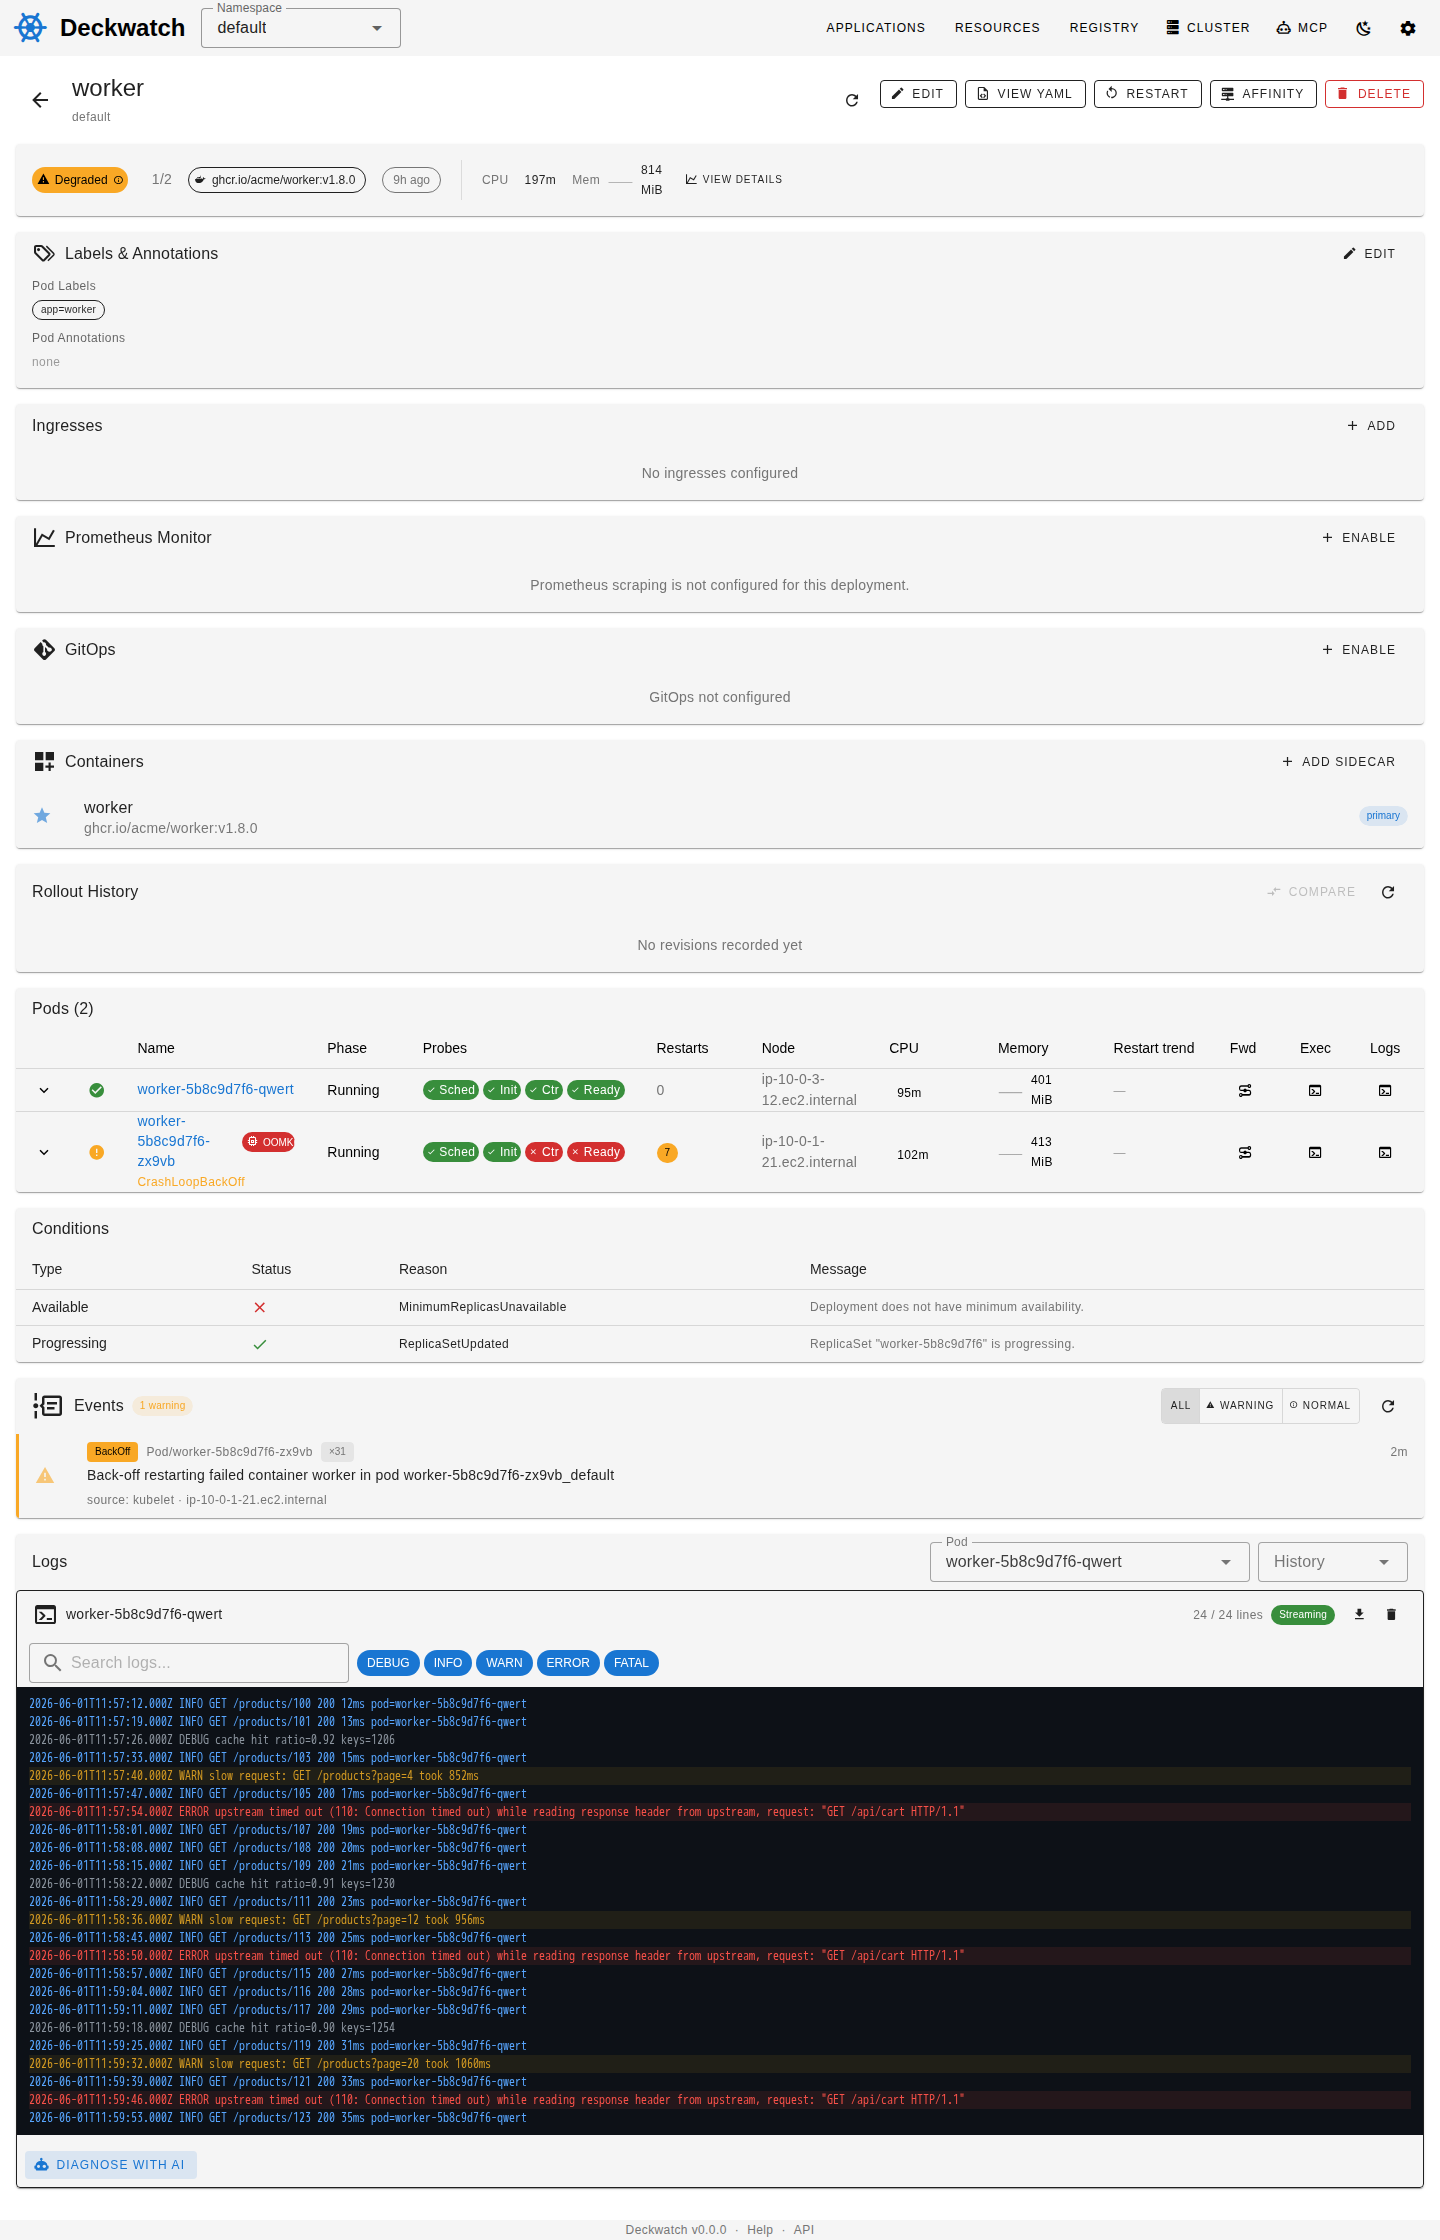 Deckwatch
Namespace
default
APPLICATIONS
RESOURCES
REGISTRY
CLUSTER
MCP
worker
default
EDIT
VIEW YAML
RESTART
AFFINITY
DELETE
Degraded
1/2
ghcr.io/acme/worker:v1.8.0
9h ago
CPU 197m
Mem
814 MiB
VIEW DETAILS
Labels & Annotations
EDIT
Pod Labels
app=worker
Pod Annotations
none
Ingresses
ADD
No ingresses configured
Prometheus Monitor
ENABLE
Prometheus scraping is not configured for this deployment.
GitOps
ENABLE
GitOps not configured
Containers
ADD SIDECAR
worker
ghcr.io/acme/worker:v1.8.0
primary
Rollout History
COMPARE
No revisions recorded yet
Pods (2)
Name Phase Probes Restarts Node CPU Memory Restart trend Fwd Exec Logs
worker-5b8c9d7f6-qwert Running Sched Init Ctr Ready 0 ip-10-0-3-12.ec2.internal 95m 401 MiB —
worker-5b8c9d7f6-zx9vb OOMK Running Sched Init Ctr Ready 7 ip-10-0-1-21.ec2.internal 102m 413 MiB —
CrashLoopBackOff
Conditions
Type Status Reason Message
Available MinimumReplicasUnavailable Deployment does not have minimum availability.
Progressing ReplicaSetUpdated ReplicaSet "worker-5b8c9d7f6" is progressing.
Events
1 warning
ALL
WARNING
NORMAL
BackOff Pod/worker-5b8c9d7f6-zx9vb ×31 2m
Back-off restarting failed container worker in pod worker-5b8c9d7f6-zx9vb_default
source: kubelet · ip-10-0-1-21.ec2.internal
Logs
Pod
worker-5b8c9d7f6-qwert
History
worker-5b8c9d7f6-qwert
24 / 24 lines
Streaming
Search logs...
DEBUG
INFO
WARN
ERROR
FATAL
2026-06-01T11:57:12.000Z INFO GET /products/100 200 12ms pod=worker-5b8c9d7f6-qwert
2026-06-01T11:57:19.000Z INFO GET /products/101 200 13ms pod=worker-5b8c9d7f6-qwert
2026-06-01T11:57:26.000Z DEBUG cache hit ratio=0.92 keys=1206
2026-06-01T11:57:33.000Z INFO GET /products/103 200 15ms pod=worker-5b8c9d7f6-qwert
2026-06-01T11:57:40.000Z WARN slow request: GET /products?page=4 took 852ms
2026-06-01T11:57:47.000Z INFO GET /products/105 200 17ms pod=worker-5b8c9d7f6-qwert
2026-06-01T11:57:54.000Z ERROR upstream timed out (110: Connection timed out) while reading response header from upstream, request: "GET /api/cart HTTP/1.1"
2026-06-01T11:58:01.000Z INFO GET /products/107 200 19ms pod=worker-5b8c9d7f6-qwert
2026-06-01T11:58:08.000Z INFO GET /products/108 200 20ms pod=worker-5b8c9d7f6-qwert
2026-06-01T11:58:15.000Z INFO GET /products/109 200 21ms pod=worker-5b8c9d7f6-qwert
2026-06-01T11:58:22.000Z DEBUG cache hit ratio=0.91 keys=1230
2026-06-01T11:58:29.000Z INFO GET /products/111 200 23ms pod=worker-5b8c9d7f6-qwert
2026-06-01T11:58:36.000Z WARN slow request: GET /products?page=12 took 956ms
2026-06-01T11:58:43.000Z INFO GET /products/113 200 25ms pod=worker-5b8c9d7f6-qwert
2026-06-01T11:58:50.000Z ERROR upstream timed out (110: Connection timed out) while reading response header from upstream, request: "GET /api/cart HTTP/1.1"
2026-06-01T11:58:57.000Z INFO GET /products/115 200 27ms pod=worker-5b8c9d7f6-qwert
2026-06-01T11:59:04.000Z INFO GET /products/116 200 28ms pod=worker-5b8c9d7f6-qwert
2026-06-01T11:59:11.000Z INFO GET /products/117 200 29ms pod=worker-5b8c9d7f6-qwert
2026-06-01T11:59:18.000Z DEBUG cache hit ratio=0.90 keys=1254
2026-06-01T11:59:25.000Z INFO GET /products/119 200 31ms pod=worker-5b8c9d7f6-qwert
2026-06-01T11:59:32.000Z WARN slow request: GET /products?page=20 took 1060ms
2026-06-01T11:59:39.000Z INFO GET /products/121 200 33ms pod=worker-5b8c9d7f6-qwert
2026-06-01T11:59:46.000Z ERROR upstream timed out (110: Connection timed out) while reading response header from upstream, request: "GET /api/cart HTTP/1.1"
2026-06-01T11:59:53.000Z INFO GET /products/123 200 35ms pod=worker-5b8c9d7f6-qwert
DIAGNOSE WITH AI
Deckwatch v0.0.0 · Help · API